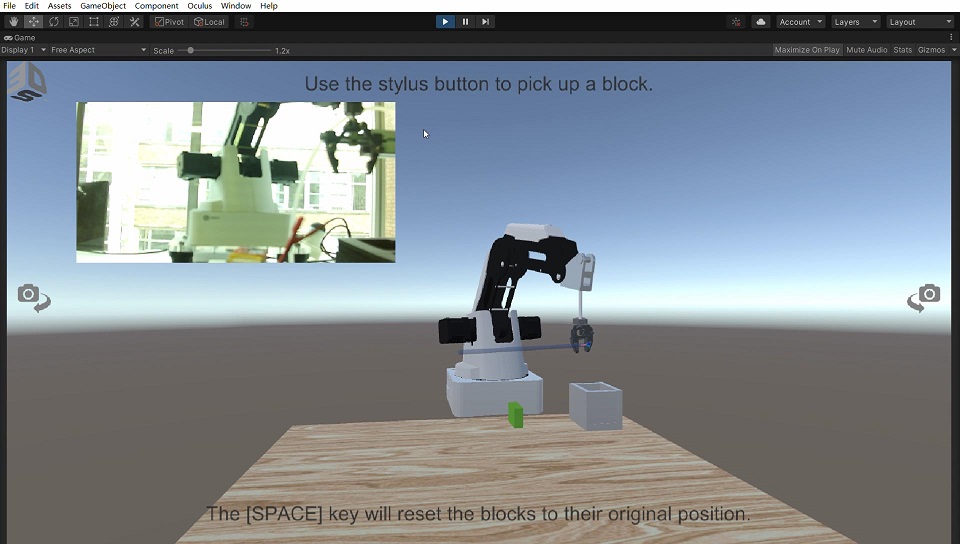 File Edit Assets GameObject Component Oculus Window Help
Pivot Local Account Layers Layout
Game
Display 1 Free Aspect Scale 1.2x Maximize On Play Mute Audio Stats Gizmos
3DS
Use the stylus button to pick up a block.
The [SPACE] key will reset the blocks to their original position.